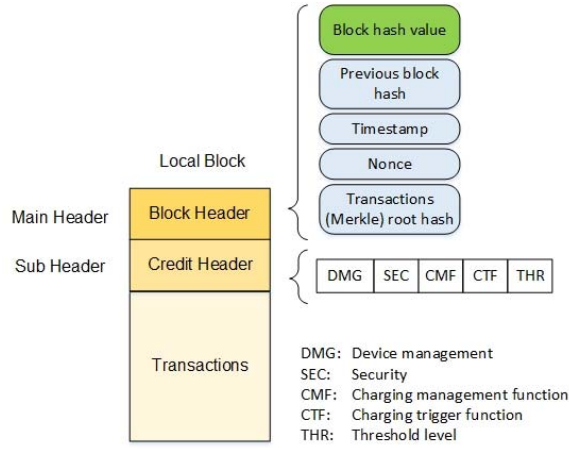 Block hash value
Previous block
hash
Timestamp
Nonce
Transactions
(Merkle) root hash
Local Block
Main Header
Block Header
Sub Header
Credit Header
DMG SEC CMF CTF THR
Transactions
DMG: Device management
SEC: Security
CMF: Charging management function
CTF: Charging trigger function
THR: Threshold level